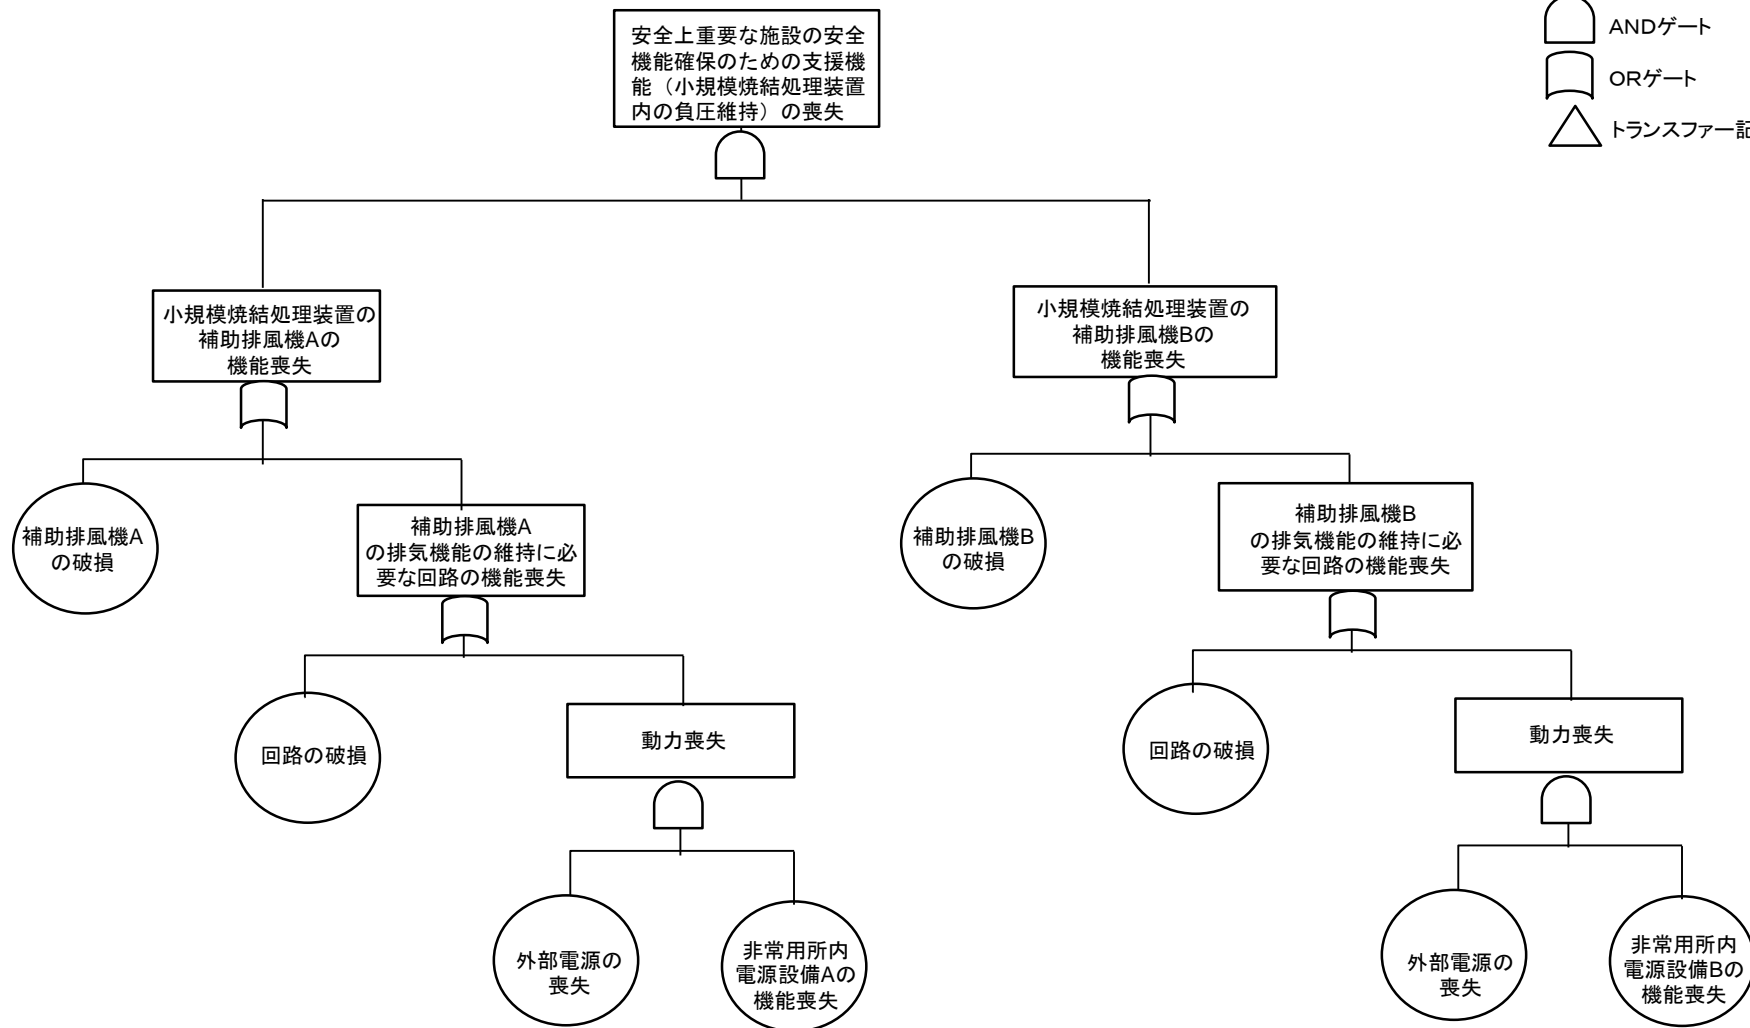 安全上重要な施設の安全
機能確保のための支援機
能（小規模焼結処理装置
内の負圧維持）の喪失
ANDゲート
ORゲート
トランスファー記
小規模焼結処理装置の
補助排風機Aの
機能喪失
小規模焼結処理装置の
補助排風機Bの
機能喪失
補助排風機A
の破損
補助排風機A
の排気機能の維持に必
要な回路の機能喪失
補助排風機B
の破損
補助排風機B
の排気機能の維持に必
要な回路の機能喪失
回路の破損
動力喪失
回路の破損
動力喪失
外部電源の
喪失
非常用所内
電源設備Aの
機能喪失
外部電源の
喪失
非常用所内
電源設備Bの
機能喪失